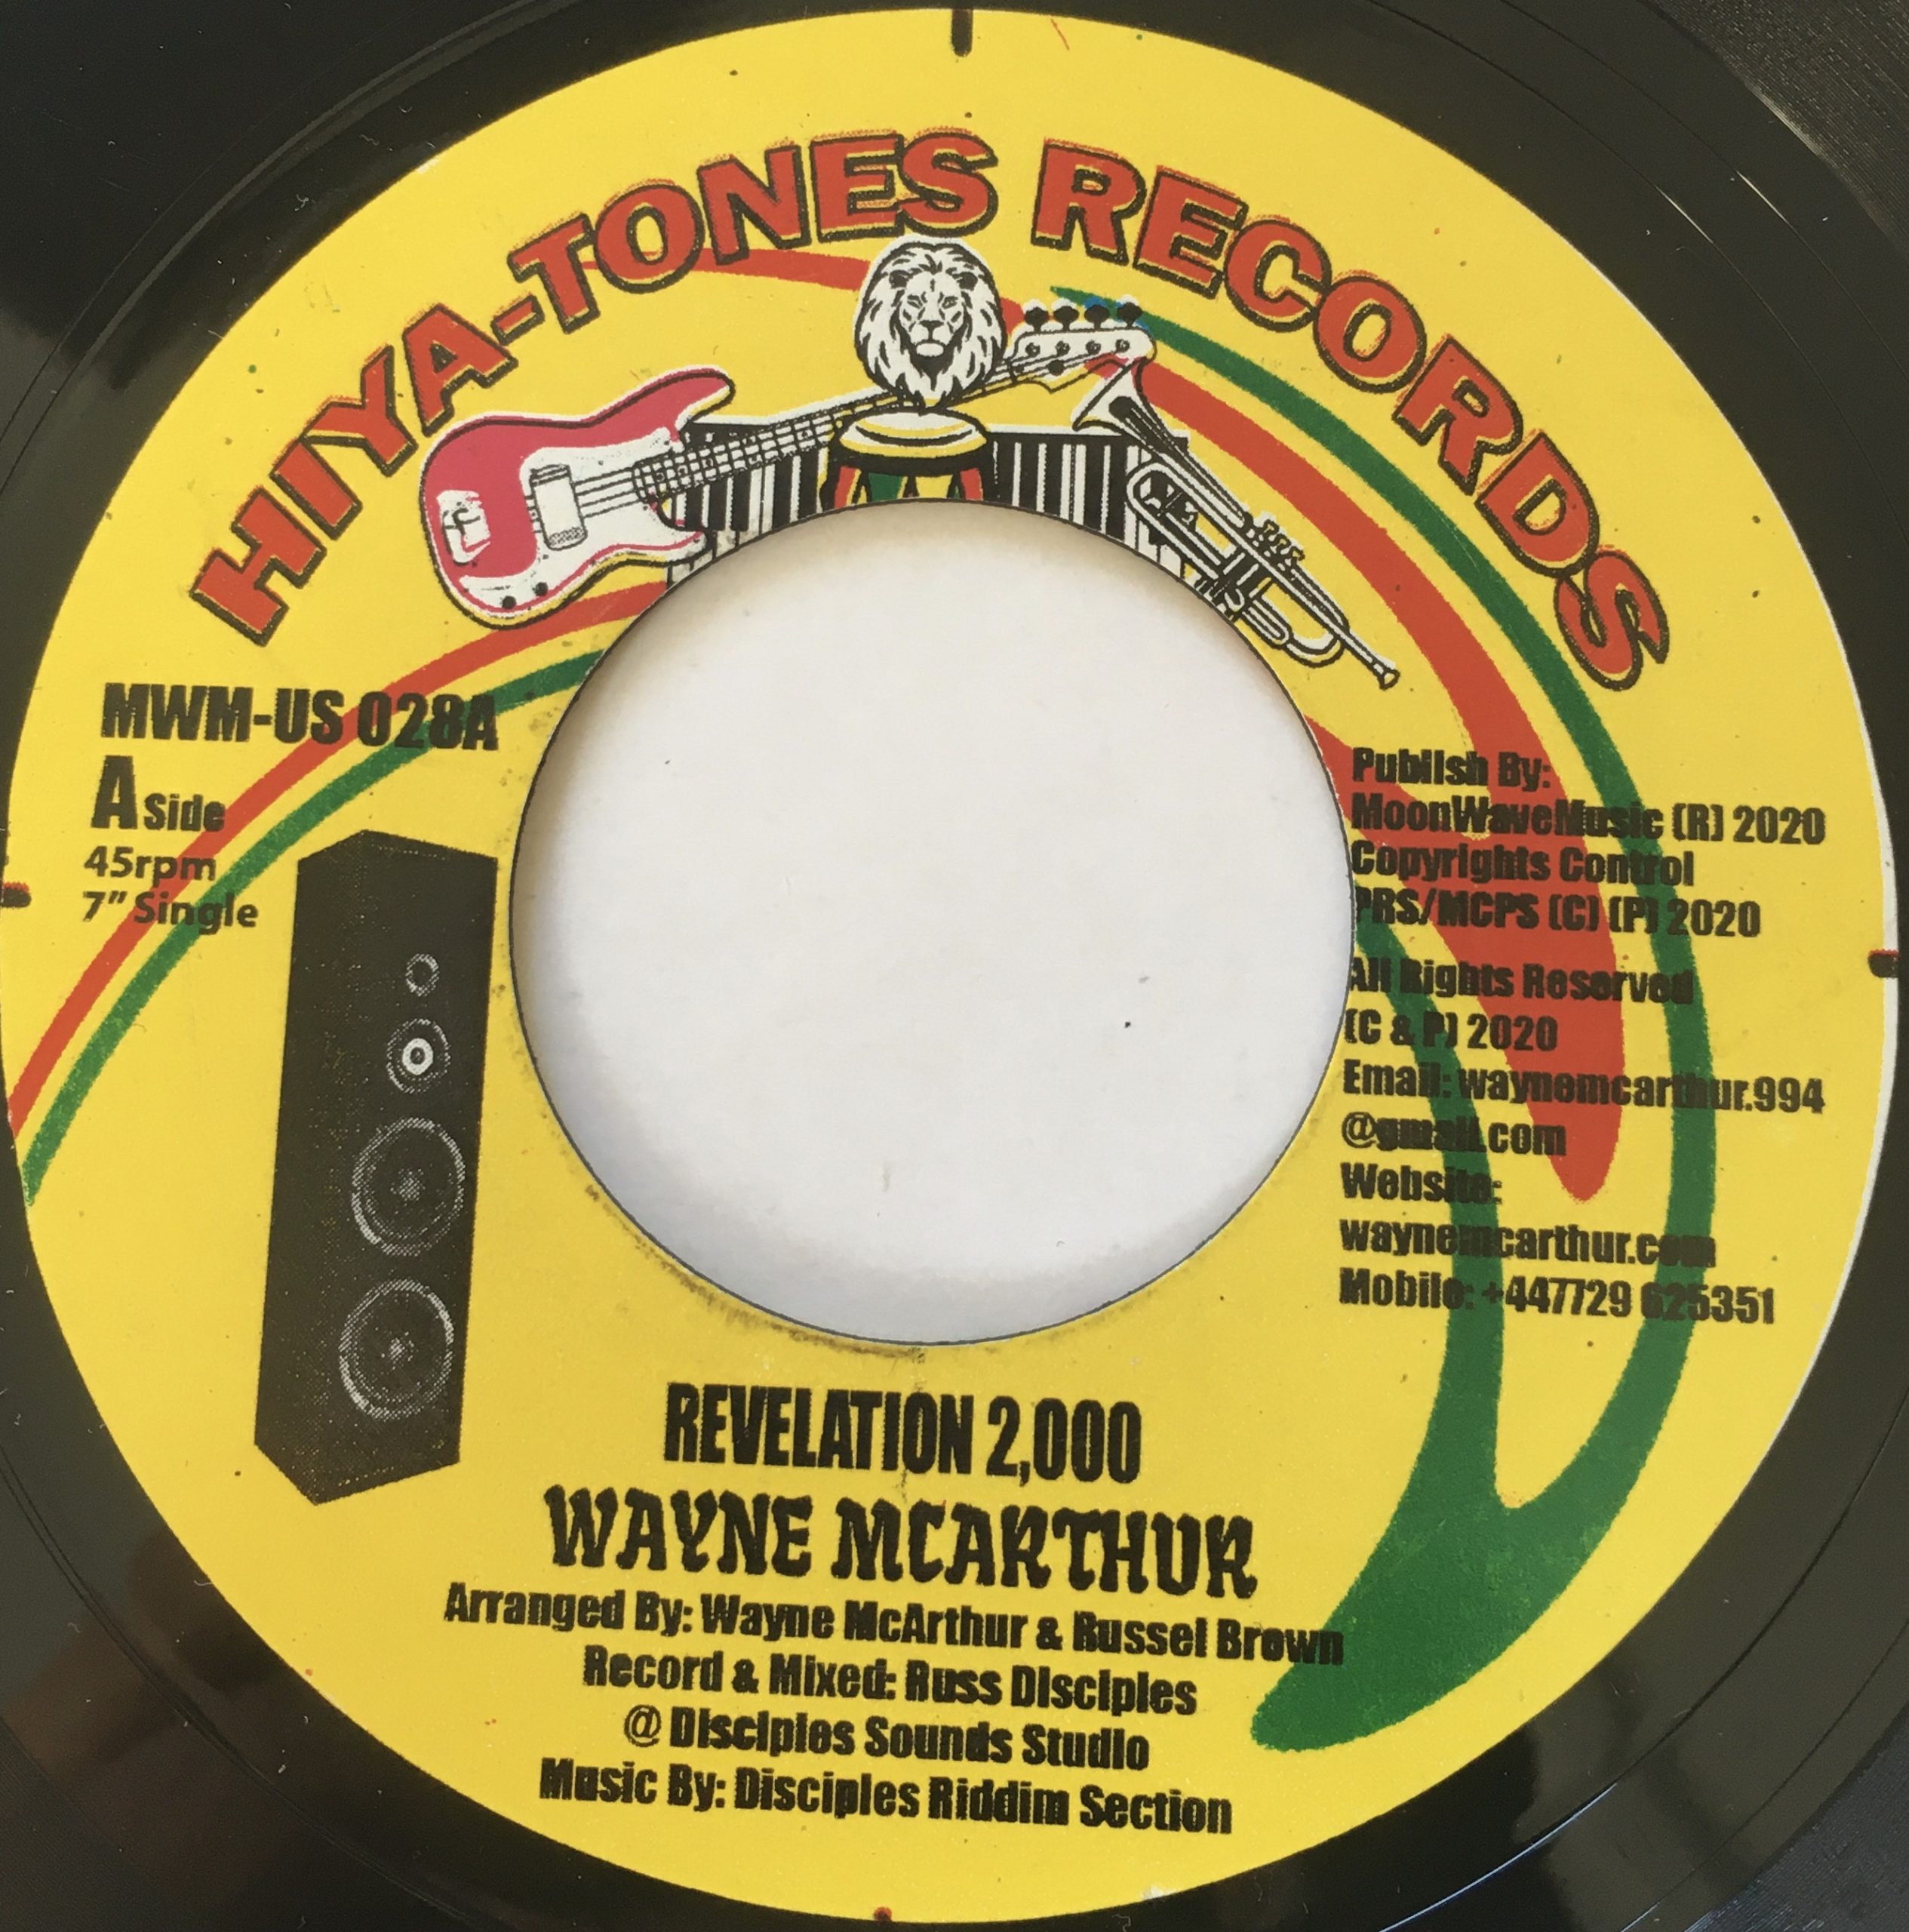 HIYA-TONES RECORDS
MWM-US 028A
A Side
45rpm
7" Single
Publish By:
MoonWaveMusic (R) 2020
Copyrights Control
PRS/MCPS (C) (P) 2020
All Rights Reserved
(C & P) 2020
Email: waynemcarthur.994
@gmail.com
Website:
waynemcarthur.com
Mobile: +447729 625351
REVELATION 2,000
WAYNE MCARTHUR
Arranged By: Wayne McArthur & Russel Brown
Record & Mixed: Russ Disciples
@ Disciples Sounds Studio
Music By: Disciples Riddim Section